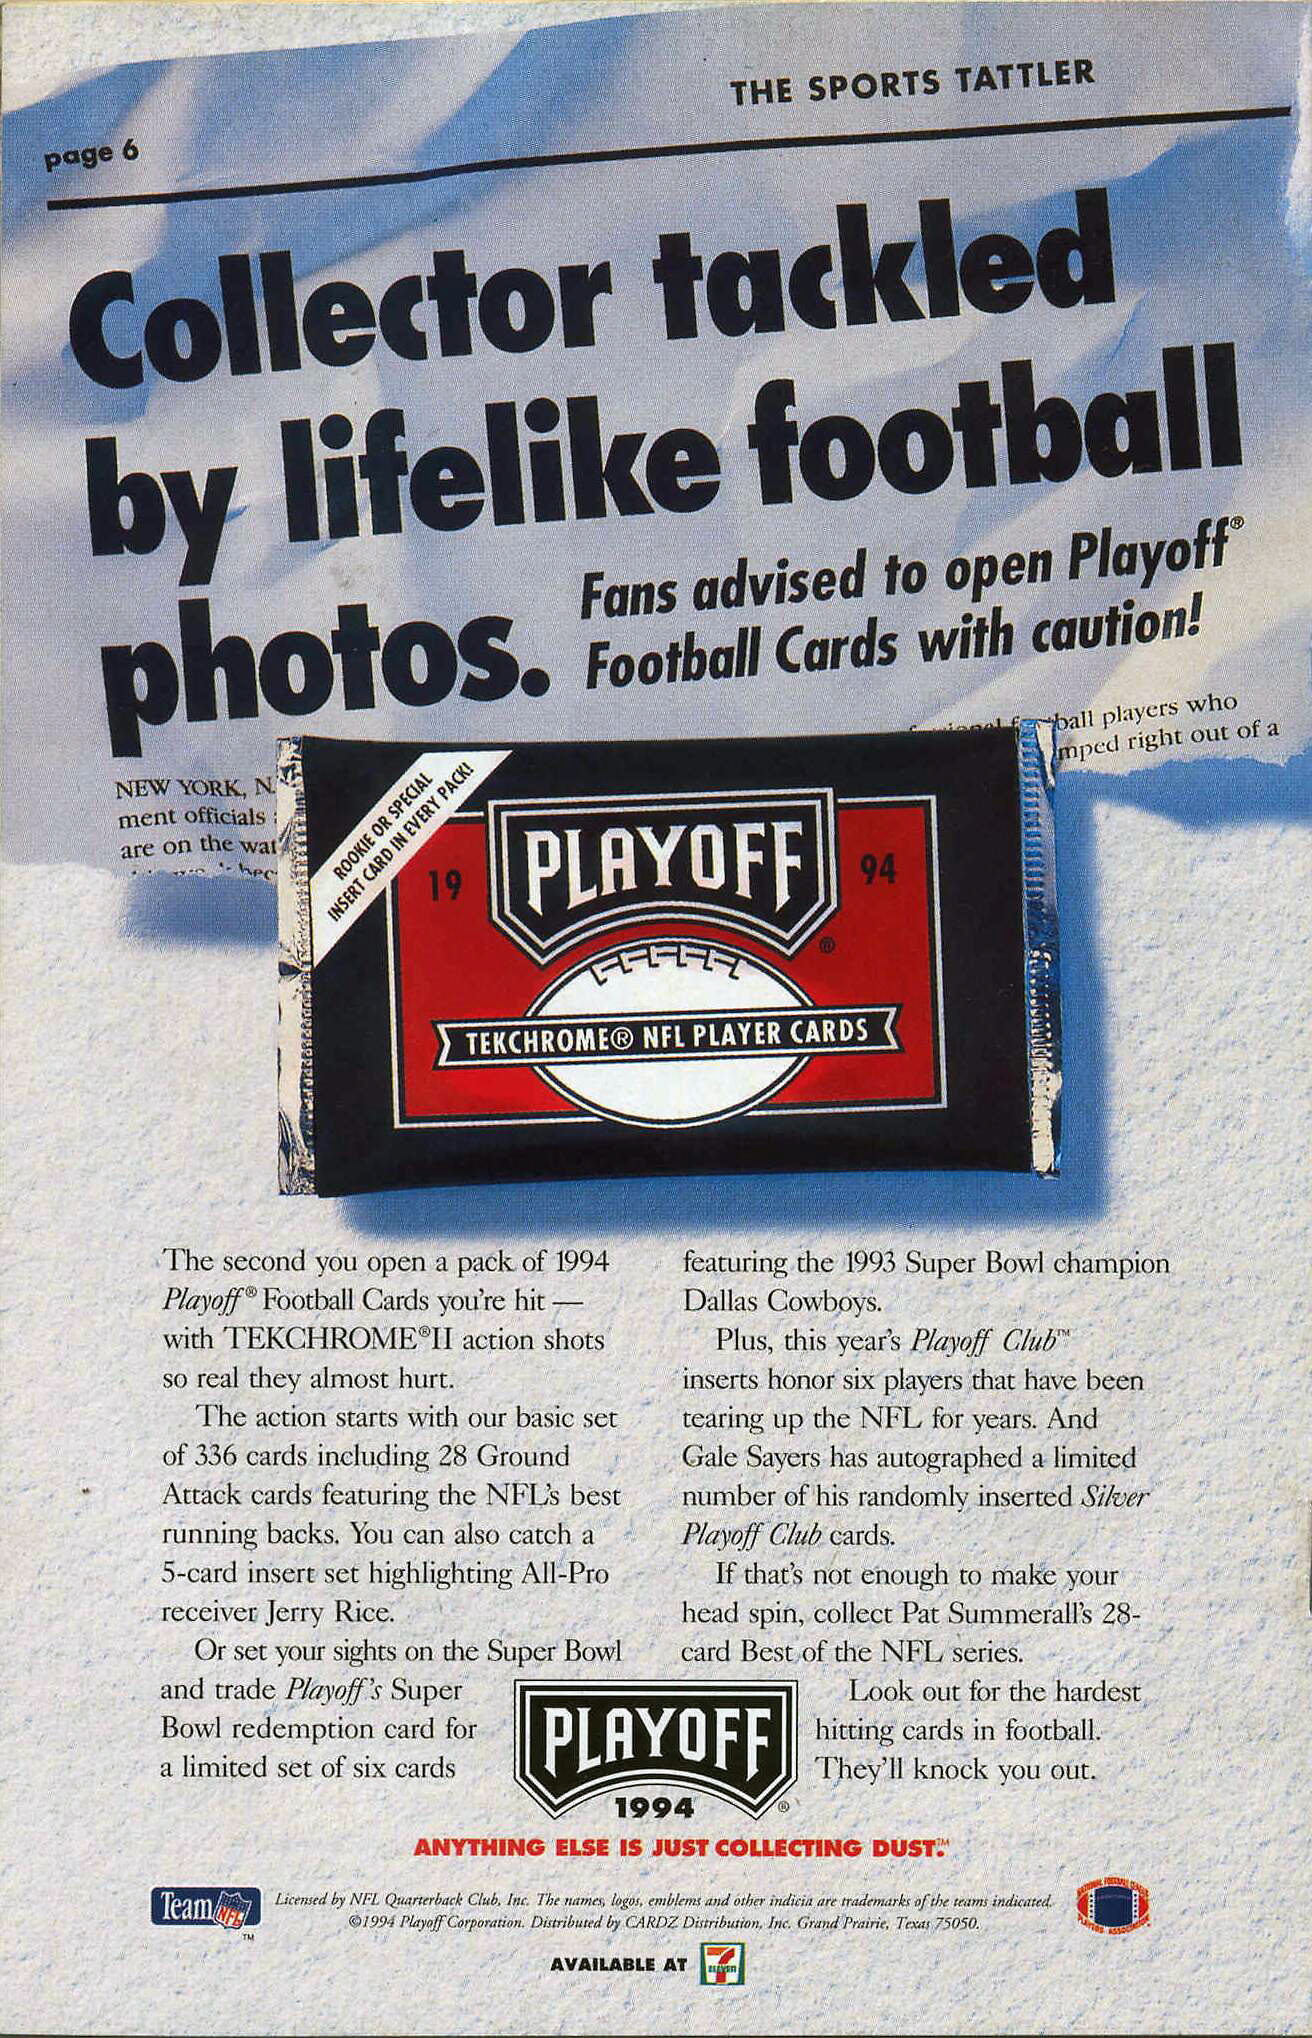 THE SPORTS TATTLER
page 6
Collector tackled
by lifelike football
photos.
Fans advised to open Playoff®
Football Cards with caution!
ball players who
mped right out of a
NEW YORK, N.
ment officials
are on the wat
ROOKIE OR SPECIAL
INSERT CARD IN EVERY PACK!
19 PLAYOFF 94
®
TEKCHROME® NFL PLAYER CARDS
The second you open a pack of 1994
Playoff® Football Cards you're hit —
with TEKCHROME®II action shots
so real they almost hurt.
The action starts with our basic set
of 336 cards including 28 Ground
Attack cards featuring the NFL's best
running backs. You can also catch a
5-card insert set highlighting All-Pro
receiver Jerry Rice.
Or set your sights on the Super Bowl
and trade Playoff's Super
Bowl redemption card for
a limited set of six cards
featuring the 1993 Super Bowl champion
Dallas Cowboys.
Plus, this year's Playoff Club™
inserts honor six players that have been
tearing up the NFL for years. And
Gale Sayers has autographed a limited
number of his randomly inserted Silver
Playoff Club cards.
If that's not enough to make your
head spin, collect Pat Summerall's 28-
card Best of the NFL series.
Look out for the hardest
hitting cards in football.
They'll knock you out.
PLAYOFF
1994 ®
ANYTHING ELSE IS JUST COLLECTING DUST.™
Team NFL ™
Licensed by NFL Quarterback Club, Inc. The names, logos, emblems and other indicia are trademarks of the teams indicated.
©1994 Playoff Corporation. Distributed by CARDZ Distribution, Inc. Grand Prairie, Texas 75050.
NATIONAL FOOTBALL LEAGUE
PLAYERS ASSOCIATION
AVAILABLE AT 7 ELEVEN